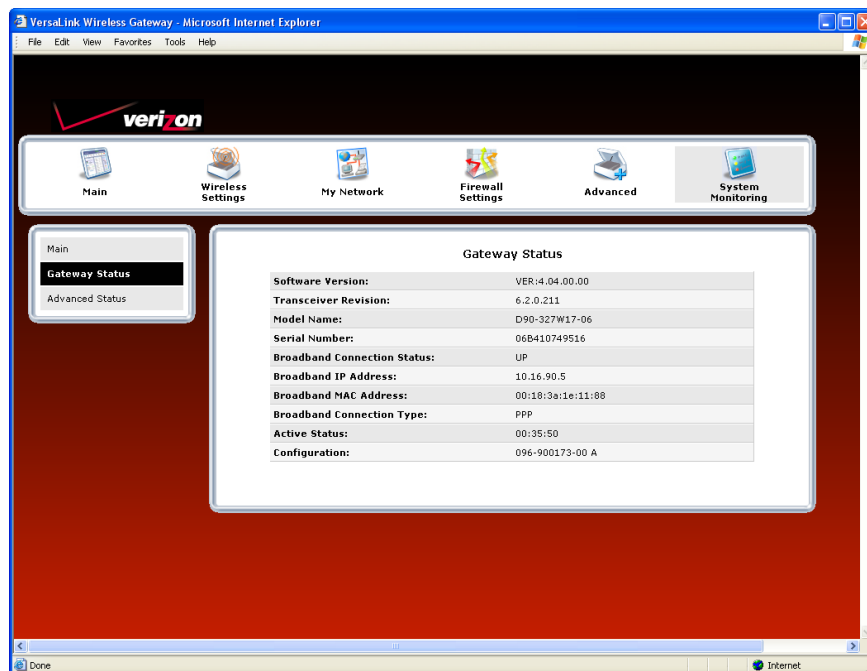 VersaLink Wireless Gateway - Microsoft Internet Explorer
File Edit View Favorites Tools Help
verizon
Main
Wireless Settings
My Network
Firewall Settings
Advanced
System Monitoring
Main
Gateway Status
Advanced Status
Gateway Status
Software Version: VER:4.04.00.00
Transceiver Revision: 6.2.0.211
Model Name: D90-327W17-06
Serial Number: 06B410749516
Broadband Connection Status: UP
Broadband IP Address: 10.16.90.5
Broadband MAC Address: 00:18:3a:1e:11:88
Broadband Connection Type: PPP
Active Status: 00:35:50
Configuration: 096-900173-00 A
Done
Internet